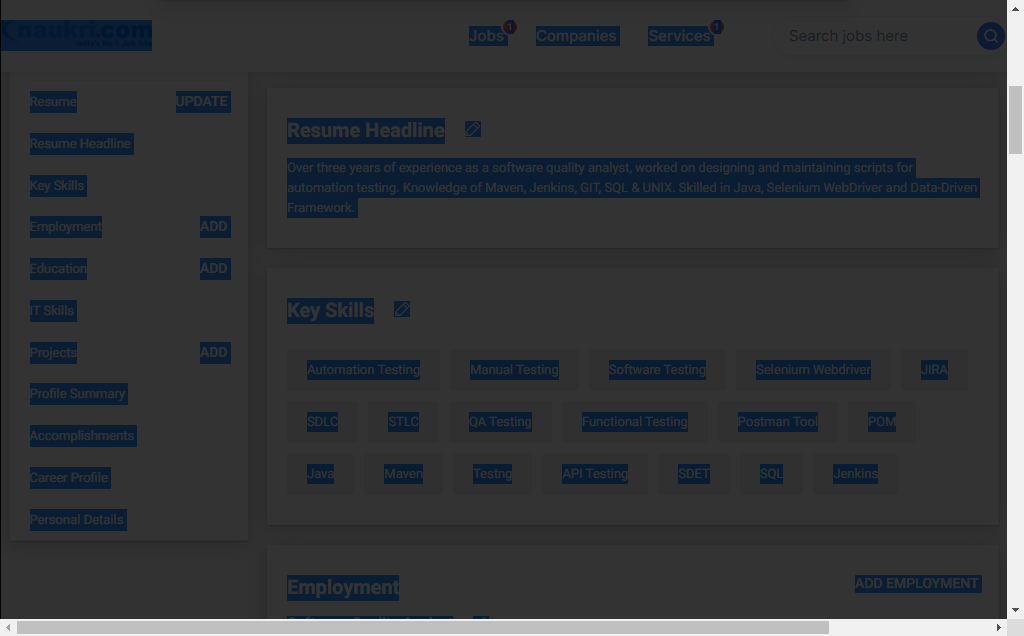 naukri.com
India's No.1 Job Site
Jobs 1
Companies
Services 1
Search jobs here
Resume UPDATE
Resume Headline
Key Skills
Employment ADD
Education ADD
IT Skills
Projects ADD
Profile Summary
Accomplishments
Career Profile
Personal Details
Resume Headline
Over three years of experience as a software quality analyst, worked on designing and maintaining scripts for
automation testing. Knowledge of Maven, Jenkins, GIT, SQL & UNIX. Skilled in Java, Selenium WebDriver and Data-Driven
Framework.
Key Skills
Automation Testing Manual Testing Software Testing Selenium Webdriver JIRA
SDLC STLC QA Testing Functional Testing Postman Tool POM
Java Maven Testng API Testing SDET SQL Jenkins
Employment ADD EMPLOYMENT